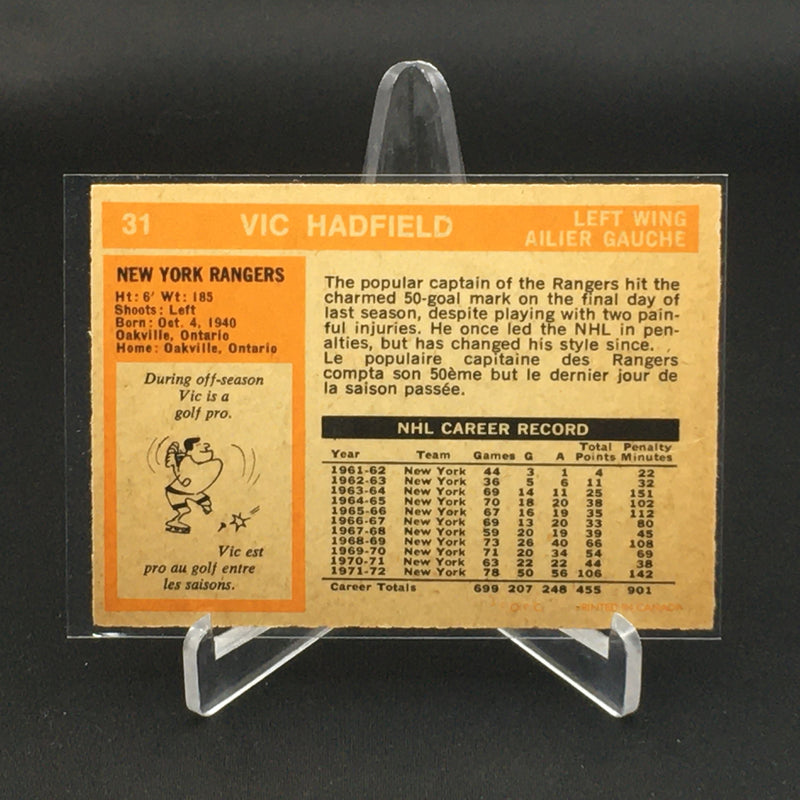 31 VIC HADFIELD LEFT WING
AILIER GAUCHE
NEW YORK RANGERS
Ht: 6' Wt: 185
Shoots: Left
Born: Oct. 4, 1940
Oakville, Ontario
Home: Oakville, Ontario
During off-season
Vic is a
golf pro.
Vic est
pro au golf entre
les saisons.
The popular captain of the Rangers hit the
charmed 50-goal mark on the final day of
last season, despite playing with two pain-
ful injuries. He once led the NHL in pen-
alties, but has changed his style since.
Le populaire capitaine des Rangers
compta son 50ème but le dernier jour de
la saison passée.
NHL CAREER RECORD
Year Team Games G A Total Points Penalty Minutes
1961-62 New York 44 3 1 4 22
1962-63 New York 36 5 6 11 32
1963-64 New York 69 14 11 25 151
1964-65 New York 70 18 20 38 102
1965-66 New York 67 16 19 35 112
1966-67 New York 69 13 20 33 80
1967-68 New York 59 20 19 39 45
1968-69 New York 73 26 40 66 108
1969-70 New York 71 20 34 54 69
1970-71 New York 63 22 22 44 38
1971-72 New York 78 50 56 106 142
Career Totals 699 207 248 455 901
PRINTED IN CANADA